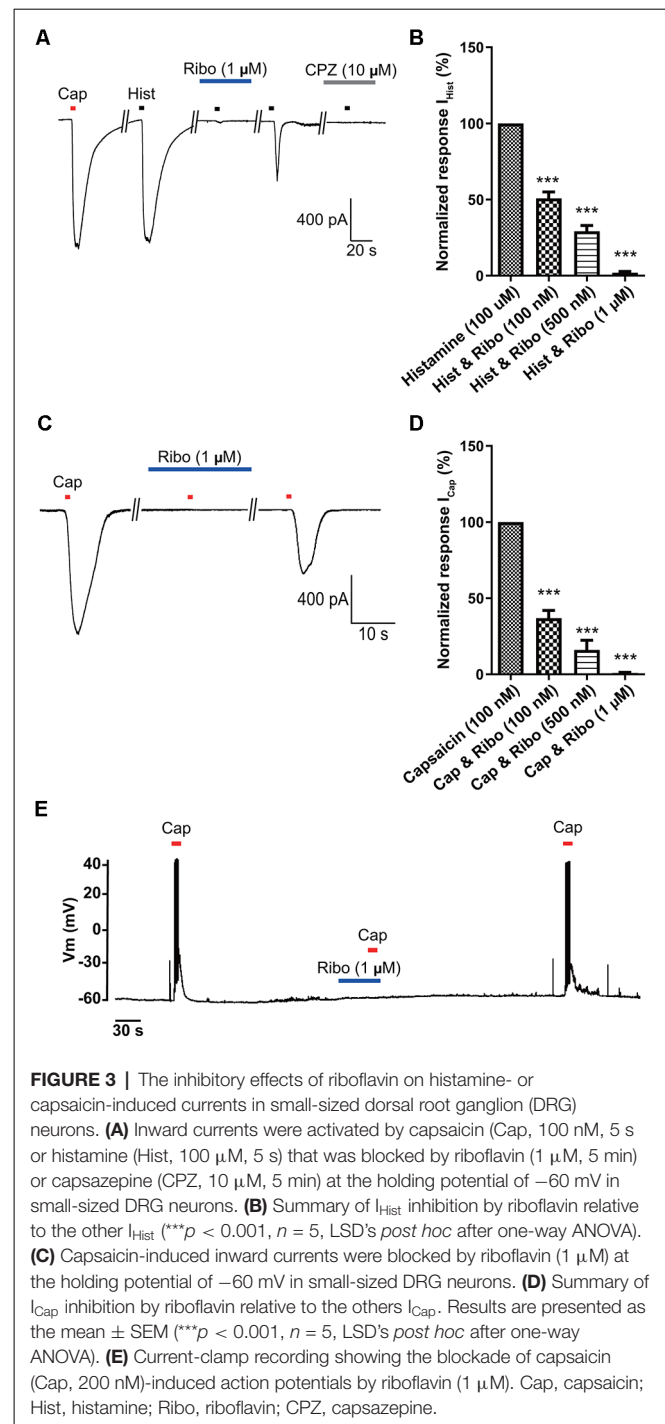 A
Ribo (1 µM)
CPZ (10 µM)
Cap
Hist
400 pA
20 s
B
Normalized response I_Hist (%)
150
100
50
0
***
***
***
Histamine (100 uM)
Hist & Ribo (100 nM)
Hist & Ribo (500 nM)
Hist & Ribo (1 µM)
C
Ribo (1 µM)
Cap
400 pA
10 s
D
Normalized response I_Cap (%)
150
100
50
0
***
***
***
Capsaicin (100 nM)
Cap & Ribo (100 nM)
Cap & Ribo (500 nM)
Cap & Ribo (1 µM)
E
Cap
Cap
Vm (mV)
40
20
0
-30
-60
Cap
Ribo (1 µM)
30 s
FIGURE 3 | The inhibitory effects of riboflavin on histamine- or
capsaicin-induced currents in small-sized dorsal root ganglion (DRG)
neurons. (A) Inward currents were activated by capsaicin (Cap, 100 nM, 5 s
or histamine (Hist, 100 µM, 5 s) that was blocked by riboflavin (1 µM, 5 min)
or capsazepine (CPZ, 10 µM, 5 min) at the holding potential of −60 mV in
small-sized DRG neurons. (B) Summary of I_Hist inhibition by riboflavin relative
to the other I_Hist (***p < 0.001, n = 5, LSD's post hoc after one-way ANOVA).
(C) Capsaicin-induced inward currents were blocked by riboflavin (1 µM) at
the holding potential of −60 mV in small-sized DRG neurons. (D) Summary of
I_Cap inhibition by riboflavin relative to the others I_Cap. Results are presented as
the mean ± SEM (***p < 0.001, n = 5, LSD's post hoc after one-way
ANOVA). (E) Current-clamp recording showing the blockade of capsaicin
(Cap, 200 nM)-induced action potentials by riboflavin (1 µM). Cap, capsaicin;
Hist, histamine; Ribo, riboflavin; CPZ, capsazepine.